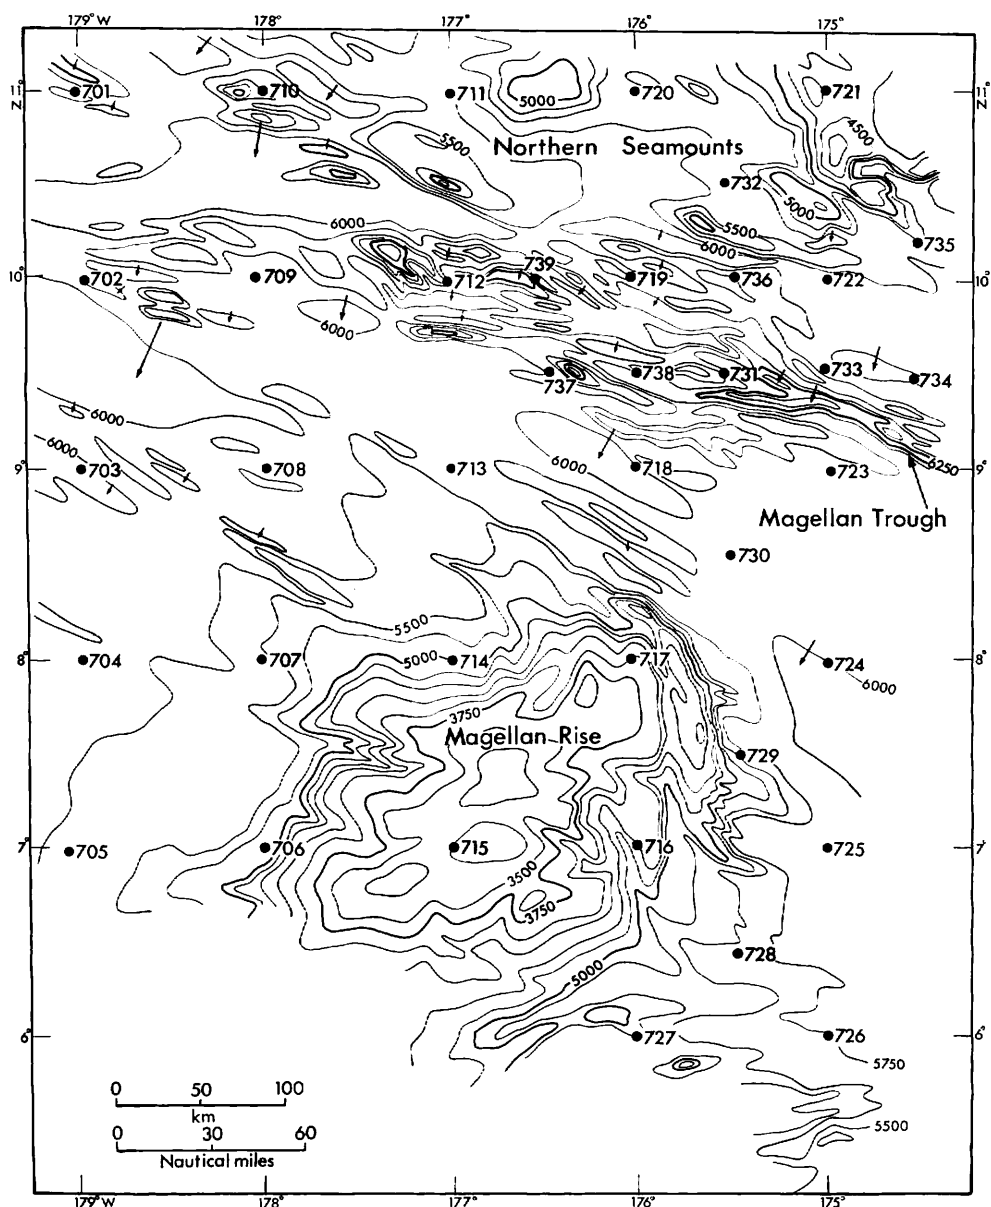 179°W 178° 177° 176° 175°
11° N
11° N
701 710 711 720 721
5000
4500
5500
Northern Seamounts
732
5000
5500
6000
6000
735
10°
10°
702 709 712 739 719 736 722
6000
737 738 731 733 734
6000
6000
6000
9°
9°
703 708 713 718 723
6250
Magellan Trough
730
5500
5000
8°
8°
704 707 714 717 724
6000
3750
Magellan Rise
729
7°
7°
705 706 715 716 725
3500
3750
728
5000
6°
6°
727 726
5750
5500
0 50 100
km
0 30 60
Nautical miles
179°W 178° 177° 176° 175°